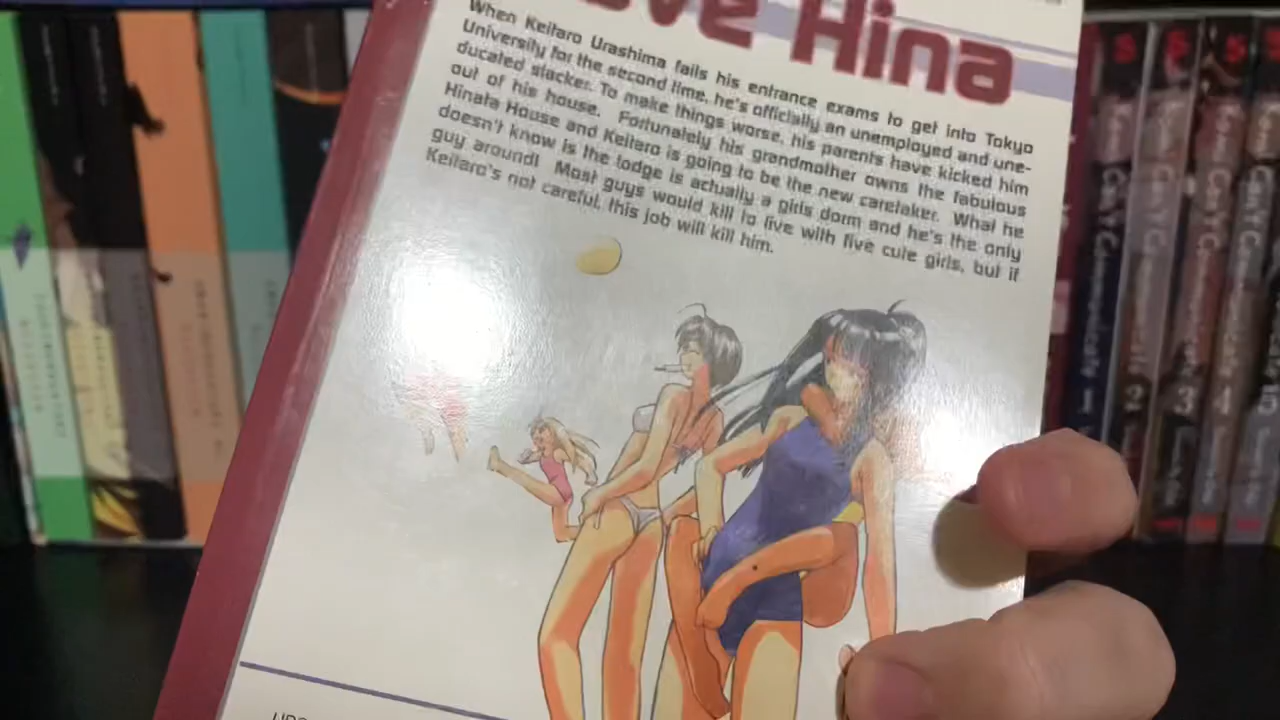 Hina
When Keitaro Urashima fails his entrance exams to get into Tokyo
University for the second time, he's officially an unemployed and une-
ducated slacker. To make things worse, his parents have kicked him
out of his house. Fortunately his grandmother owns the fabulous
Hinata House and Keitaro is going to be the new caretaker. What he
doesn't know is the lodge is actually a girls dorm and he's the only
guy around! Most guys would kill to live with five cute girls, but if
Keitaro's not careful, this job will kill him.
1
2
3
4